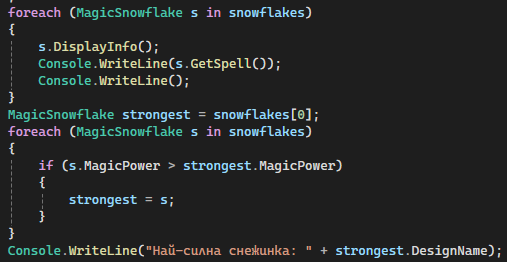 foreach (MagicSnowflake s in snowflakes)
{
s.DisplayInfo();
Console.WriteLine(s.GetSpell());
Console.WriteLine();
}
MagicSnowflake strongest = snowflakes[0];
foreach (MagicSnowflake s in snowflakes)
{
if (s.MagicPower > strongest.MagicPower)
{
strongest = s;
}
}
Console.WriteLine("Най-силна снежинка: " + strongest.DesignName);